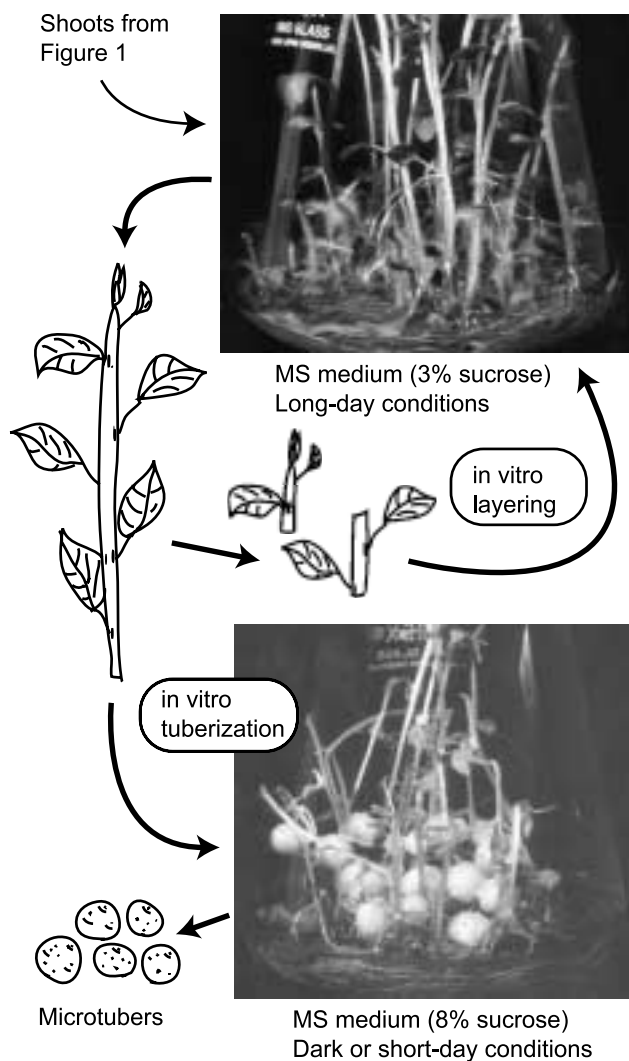 Shoots from
Figure 1
MS medium (3% sucrose)
Long-day conditions
in vitro
layering
in vitro
tuberization
Microtubers
MS medium (8% sucrose)
Dark or short-day conditions